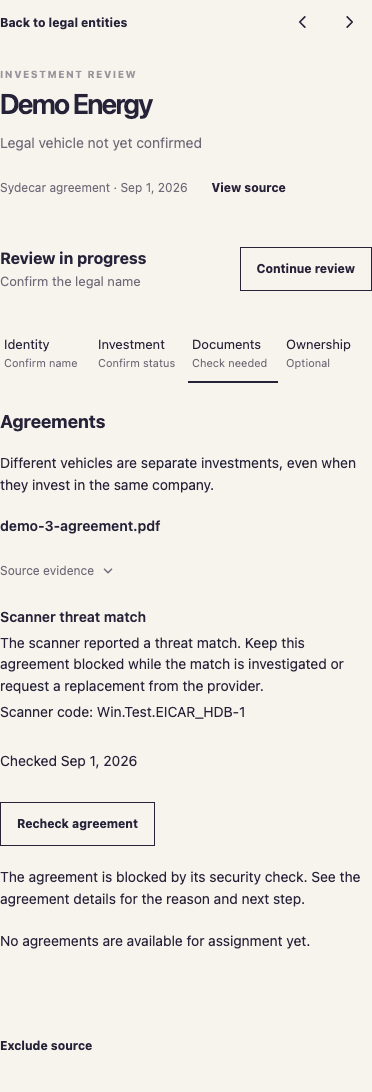 Back to legal entities
INVESTMENT REVIEW
Demo Energy
Legal vehicle not yet confirmed
Sydecar agreement · Sep 1, 2026 View source
Review in progress
Confirm the legal name
Continue review
Identity Investment Documents Ownership
Confirm name Confirm status Check needed Optional
Agreements
Different vehicles are separate investments, even when
they invest in the same company.
demo-3-agreement.pdf
Source evidence
Scanner threat match
The scanner reported a threat match. Keep this
agreement blocked while the match is investigated or
request a replacement from the provider.
Scanner code: Win.Test.EICAR_HDB-1
Checked Sep 1, 2026
Recheck agreement
The agreement is blocked by its security check. See the
agreement details for the reason and next step.
No agreements are available for assignment yet.
Exclude source